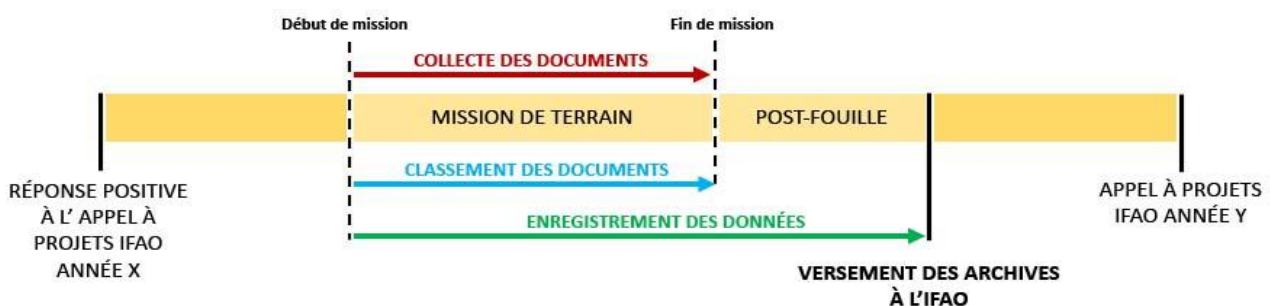 Début de mission
Fin de mission
COLLECTE DES DOCUMENTS
MISSION DE TERRAIN
POST-FOUILLE
CLASSEMENT DES DOCUMENTS
ENREGISTREMENT DES DONNÉES
RÉPONSE POSITIVE
À L’ APPEL À
PROJETS IFAO
ANNÉE X
VERSEMENT DES ARCHIVES
À L’IFAO
APPEL À PROJETS
IFAO ANNÉE Y